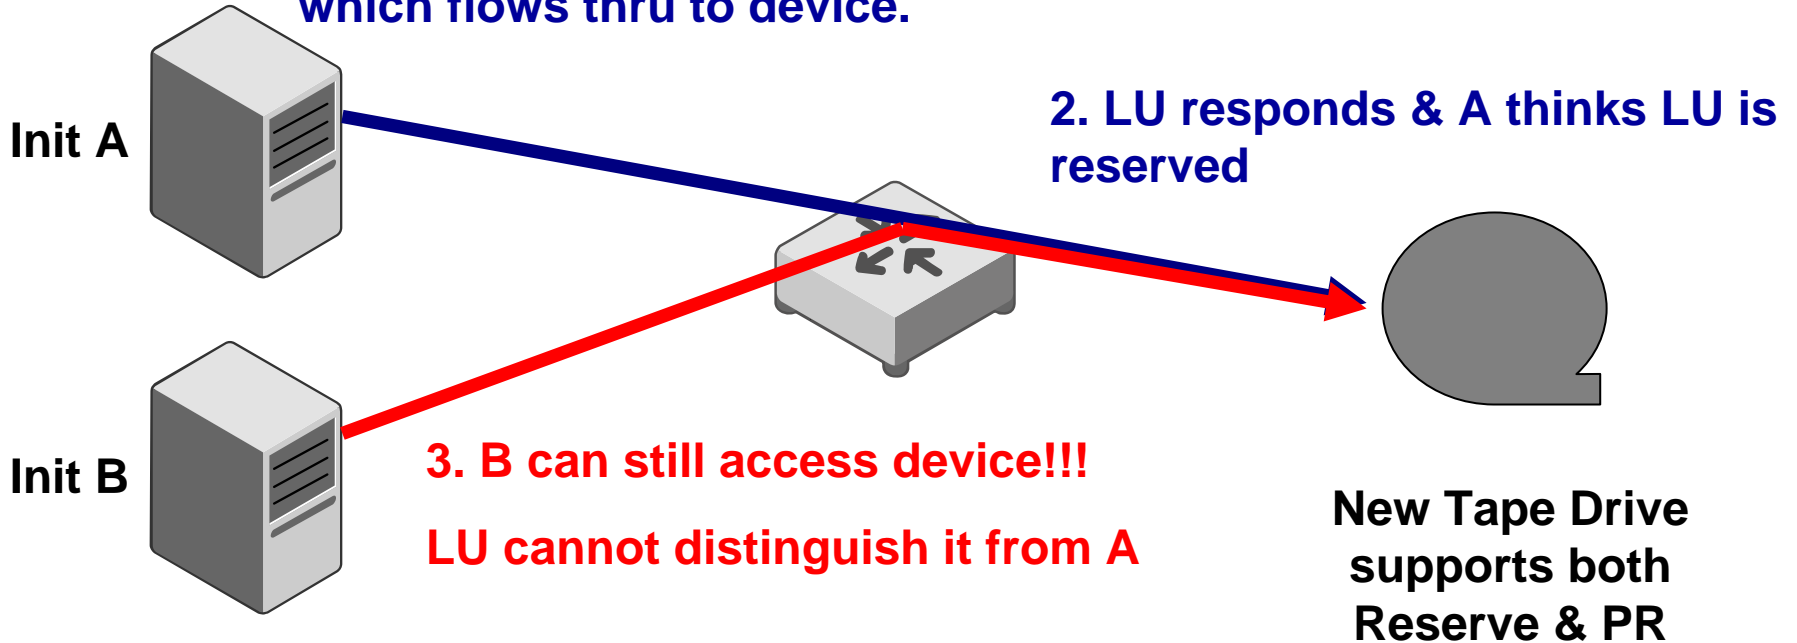 which flows thru to device.
Init A
2. LU responds & A thinks LU is
reserved
Init B
3. B can still access device!!!
LU cannot distinguish it from A
New Tape Drive
supports both
Reserve & PR